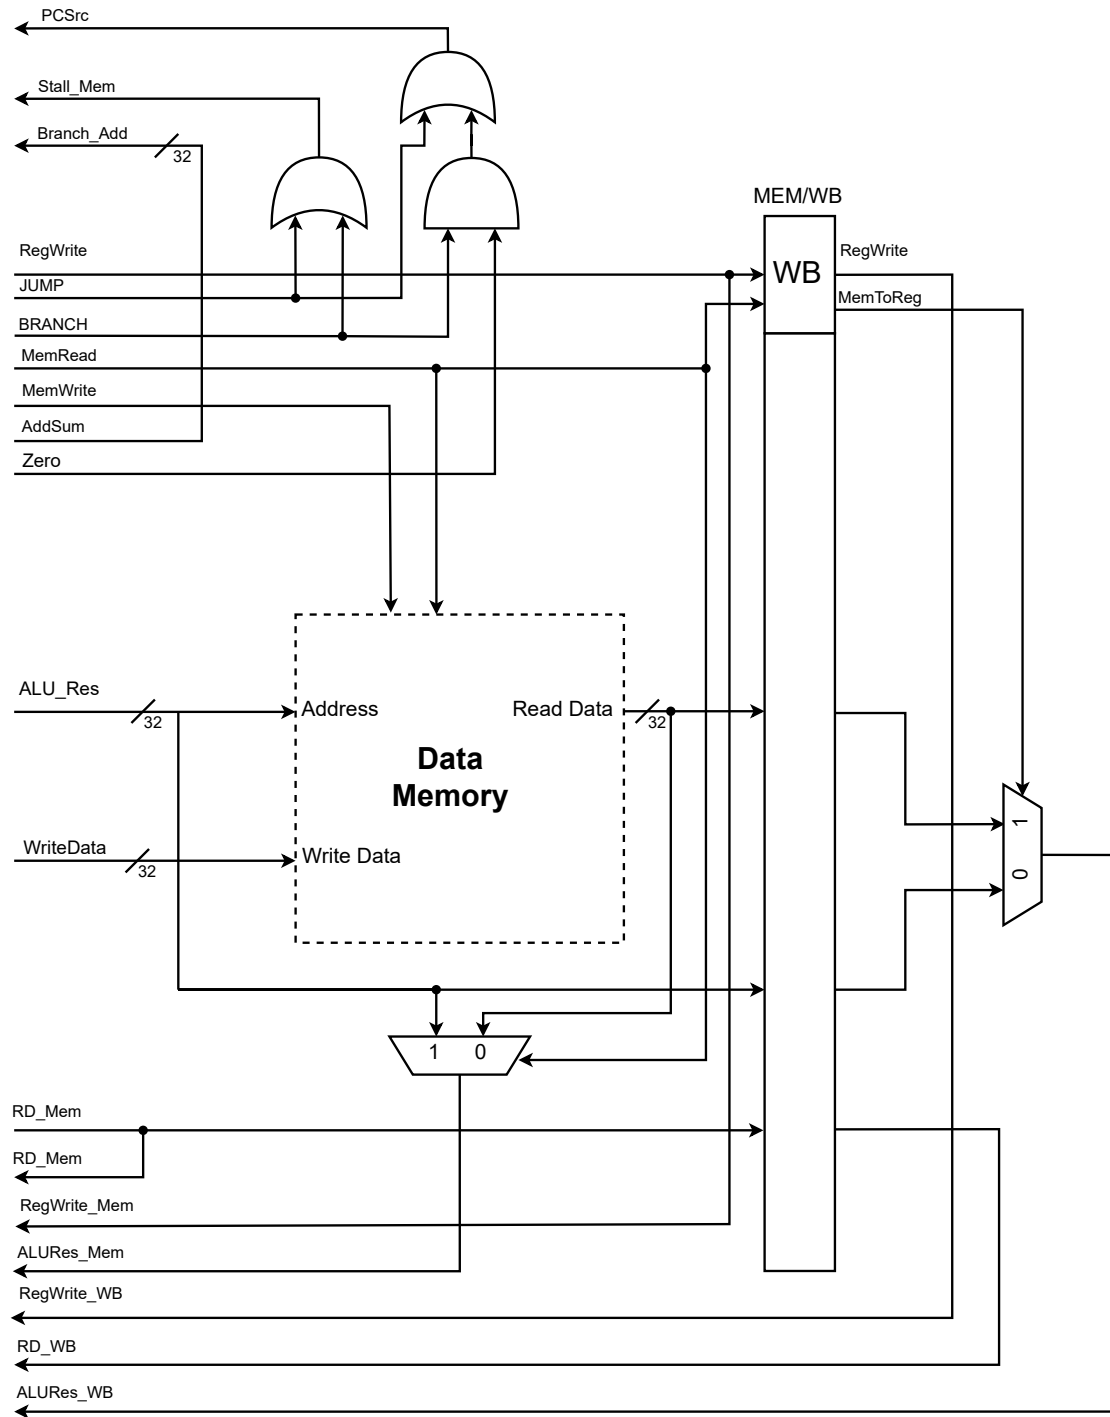 PCSrc
Stall_Mem
Branch_Add
32
MEM/WB
RegWrite
WB
RegWrite
JUMP
MemToReg
BRANCH
MemRead
MemWrite
AddSum
Zero
ALU_Res
32
Address
Read Data
32
Data
Memory
1
WriteData
32
Write Data
0
1 0
RD_Mem
RD_Mem
RegWrite_Mem
ALURes_Mem
RegWrite_WB
RD_WB
ALURes_WB